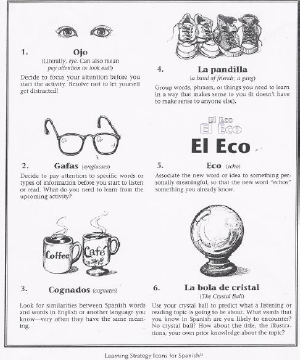 1.
Ojo
(Literally, eye. Can also mean
pay attention or look out!)
Decide to focus your attention before you
start the activity. Resolve not to let yourself
get distracted!
2.
Gafas (eyeglasses)
Decide to pay attention to specific words or
types of information before you start to listen
or read. What do you need to learn from the
upcoming activity?
Coffee
Café
3.
Cognados (cognates)
Look for similarities between Spanish words
and words in English or another language you
know—very often they have the same mean-
ing.
4.
La pandilla
(a band of friends; a gang)
Group words, phrases, or things you need to learn
in a way that makes sense to you (it doesn't have
to make sense to anyone else).
El Eco
El Eco
El Eco
5.
Eco (echo)
Associate the new word or idea to something per-
sonally meaningful, so that the new word "echoes"
something you already know.
6.
La bola de cristal
(The Crystal Ball)
Use your crystal ball to predict what a listening or
reading topic is going to be about. What words that
you know in Spanish are you likely to encounter?
No crystal ball? How about the title, the illustra-
tions, your own prior knowledge about the topic?
Learning Strategy Icons for Spanish